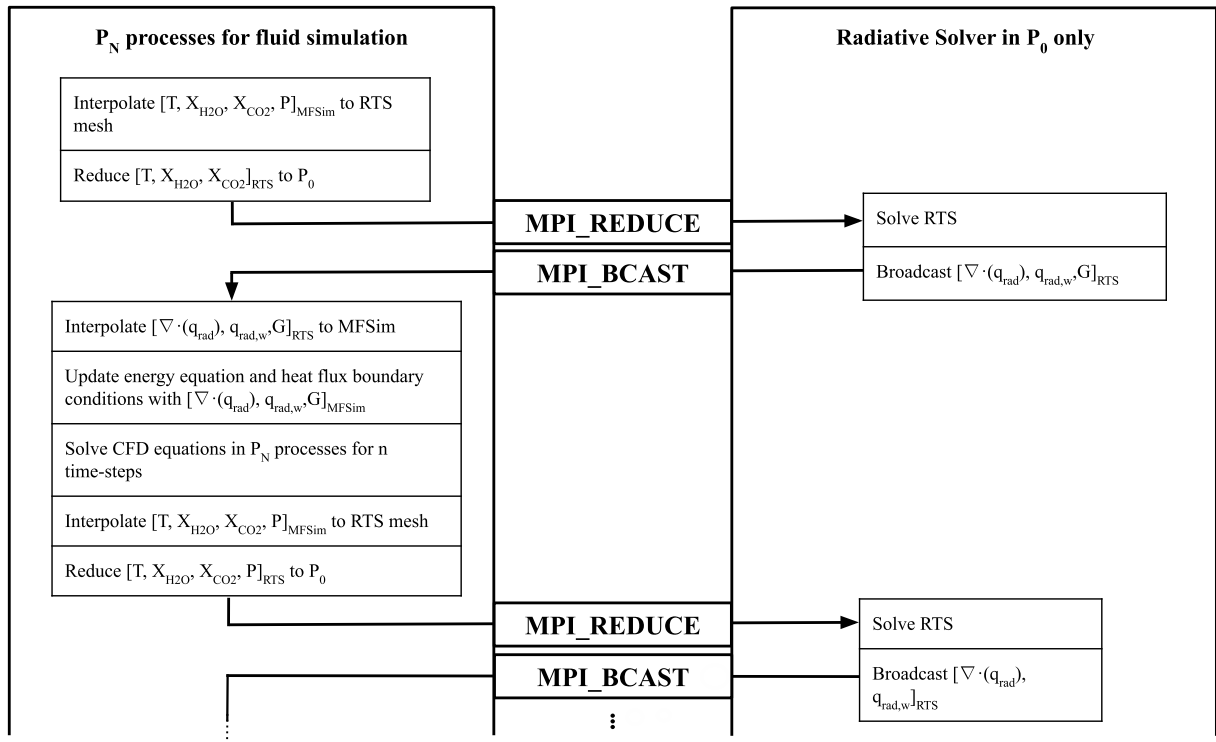 P_N processes for fluid simulation
Radiative Solver in P_0 only
Interpolate [T, X_H2O, X_CO2, P]_MFSim to RTS
mesh
Reduce [T, X_H2O, X_CO2]_RTS to P_0
MPI_REDUCE
Solve RTS
MPI_BCAST
Broadcast [∇·(q_rad), q_rad,w,G]_RTS
Interpolate [∇·(q_rad), q_rad,w,G]_RTS to MFSim
Update energy equation and heat flux boundary
conditions with [∇·(q_rad), q_rad,w,G]_MFSim
Solve CFD equations in P_N processes for n
time-steps
Interpolate [T, X_H2O, X_CO2, P]_MFSim to RTS mesh
Reduce [T, X_H2O, X_CO2, P]_RTS to P_0
MPI_REDUCE
Solve RTS
MPI_BCAST
Broadcast [∇·(q_rad),
q_rad,w]_RTS